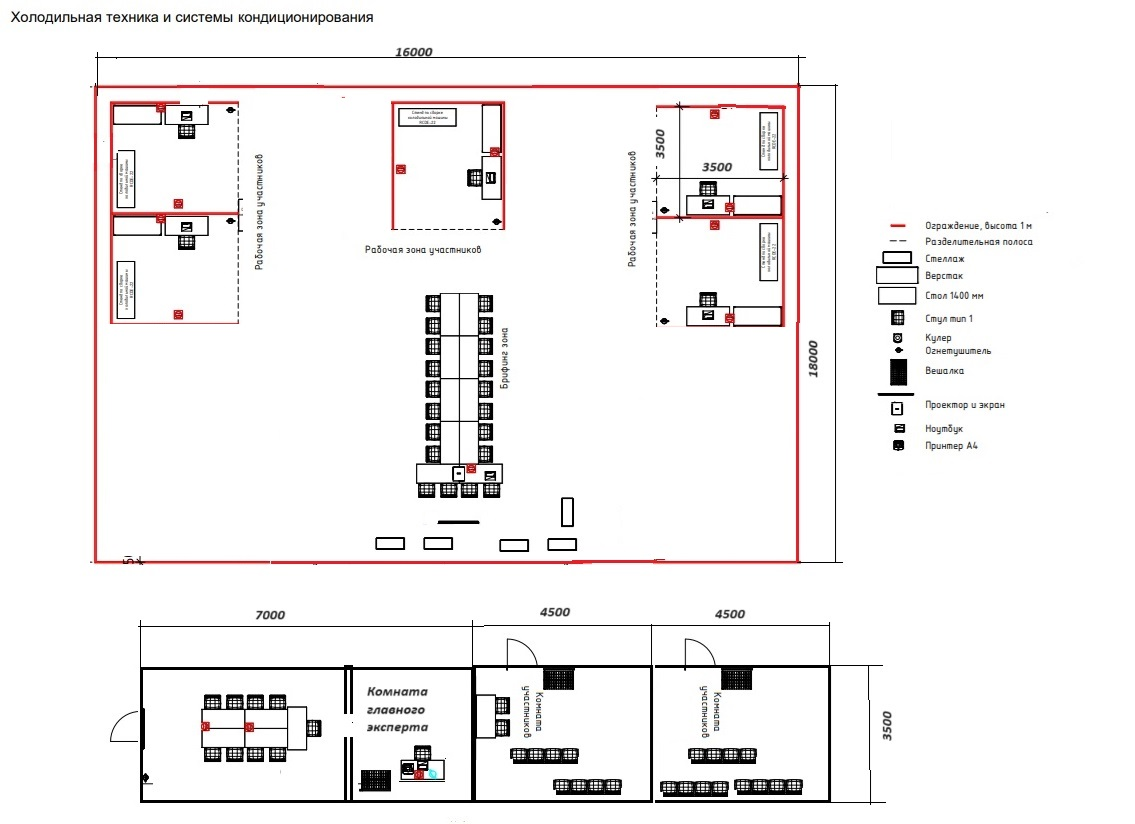 Холодильная техника и системы кондиционирования
16000
Рабочая зона участников
Рабочая зона участников
Рабочая зона участников
3500
3500
Брифинг зона
18000
Ограждение, высота 1 м
Разделительная полоса
Стеллаж
Верстак
Стол 1400 мм
Стул тип 1
Кулер
Огнетушитель
Вешалка
Проектор и экран
Ноутбук
Принтер А4
7000
4500
4500
Комната
главного
эксперта
Комната
участников
Комната
участников
3500